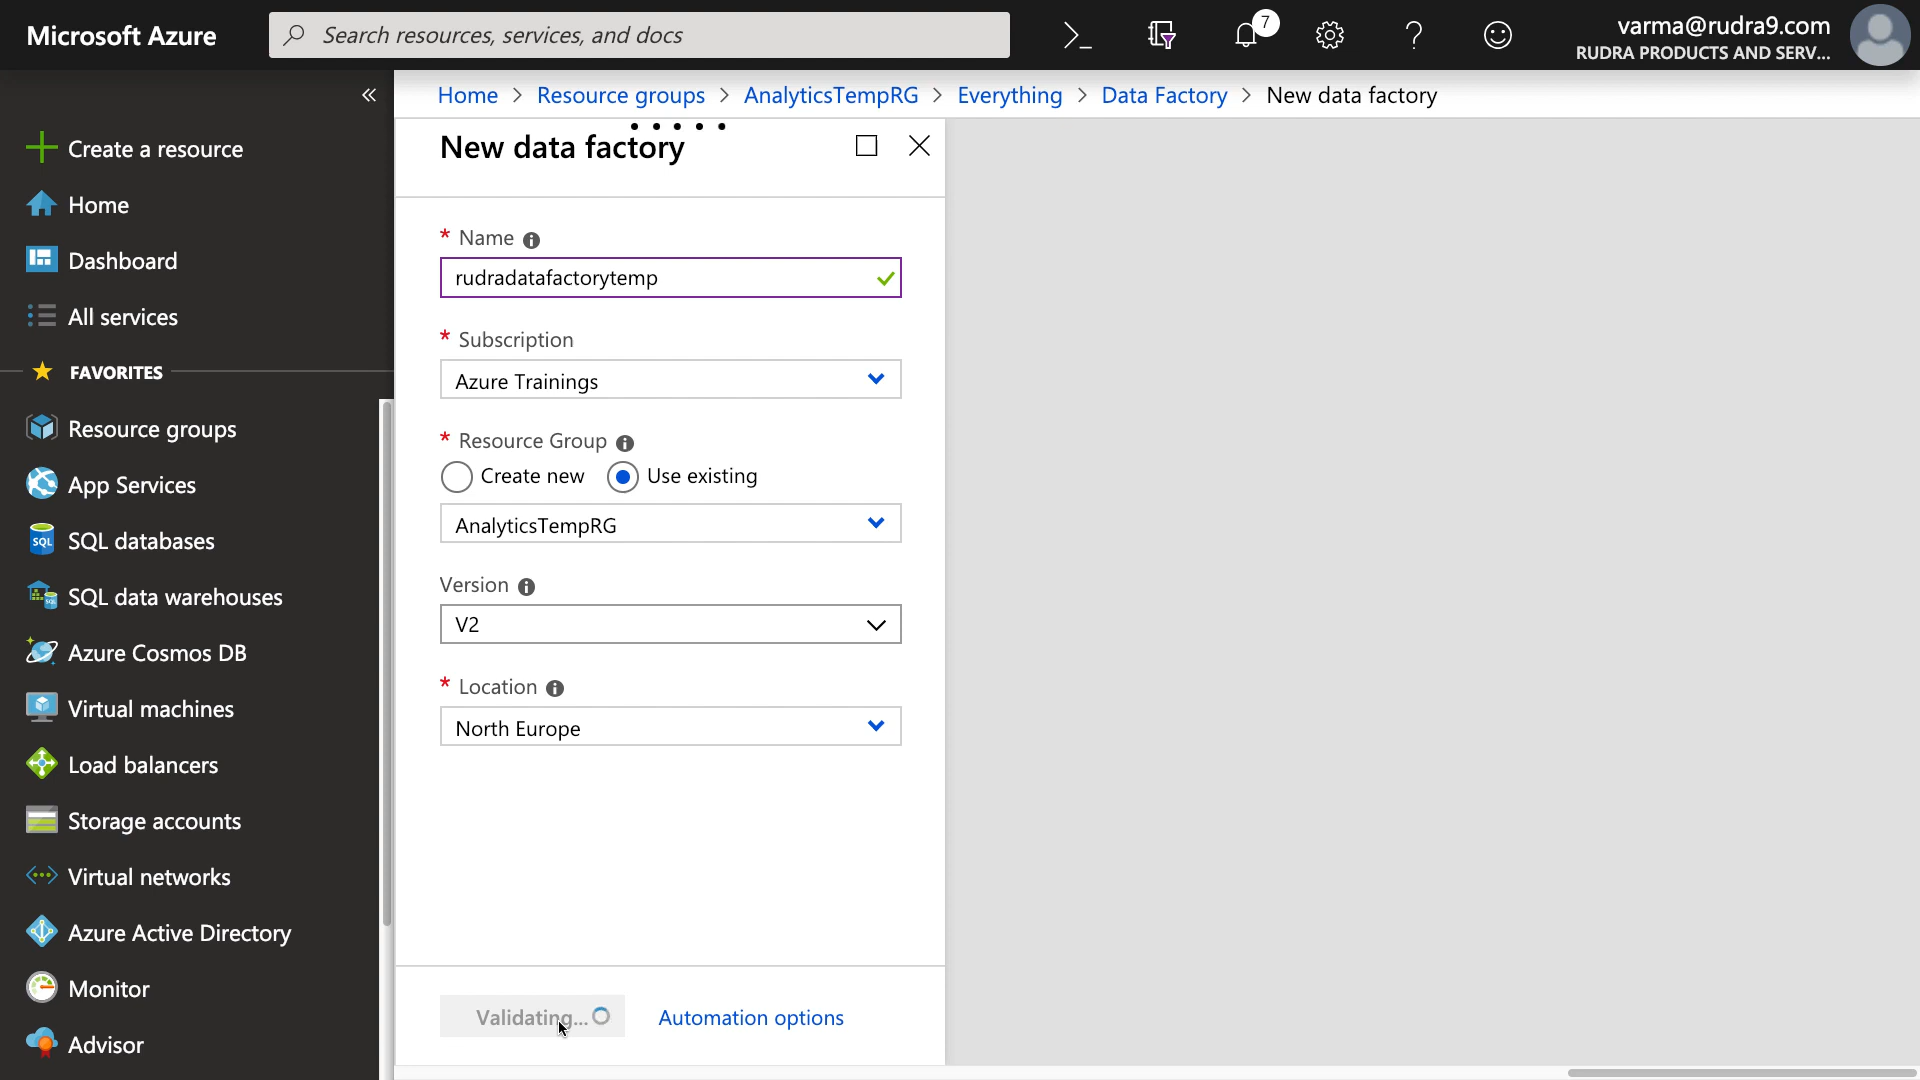 Microsoft Azure
Search resources, services, and docs
7
varma@rudra9.com
RUDRA PRODUCTS AND SERV...
Home > Resource groups > AnalyticsTempRG > Everything > Data Factory > New data factory
Create a resource
Home
Dashboard
All services
FAVORITES
Resource groups
App Services
SQL databases
SQL data warehouses
Azure Cosmos DB
Virtual machines
Load balancers
Storage accounts
Virtual networks
Azure Active Directory
Monitor
Advisor
New data factory
* Name
rudradatafactorytemp
* Subscription
Azure Trainings
* Resource Group
Create new Use existing
AnalyticsTempRG
Version
V2
* Location
North Europe
Validating... Automation options